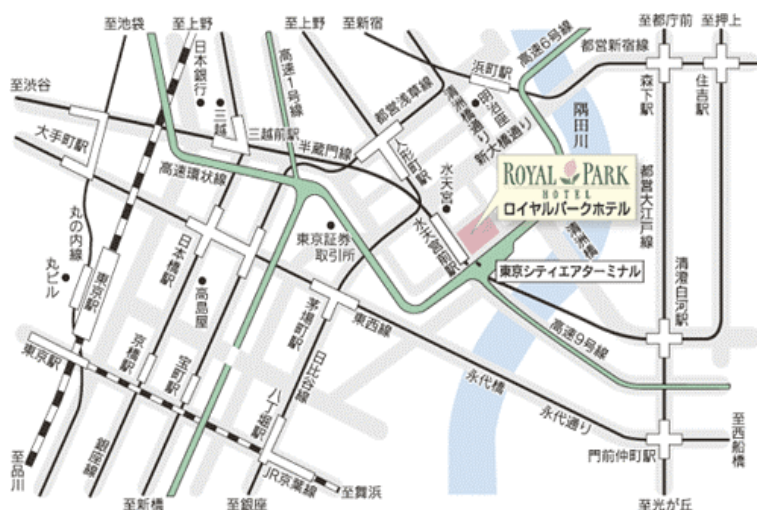 至池袋
至上野
至上野
至新宿
至都庁前
至押上
日本銀行
三越
高速1号線
都営浅草線
浜町駅
高速6号線
都営新宿線
森下駅
住吉駅
至渋谷
大手町駅
三越前駅
半蔵門線
人形町駅
清洲橋通り
明治座
新大橋通り
隅田川
高速環状線
水天宮
ROYAL PARK
HOTEL
ロイヤルパークホテル
都営大江戸線
丸の内線
丸ビル
東京駅
日本橋駅
高島屋
東京証券
取引所
水天宮前駅
清洲橋
東京シティエアターミナル
清澄白河駅
茅場町駅
東西線
高速9号線
東京駅
京橋駅
宝町駅
日比谷線
八丁堀駅
永代橋
永代通り
門前仲町駅
至西船橋
至品川
銀座線
至新橋
至銀座
JR京葉線
至舞浜
至光が丘